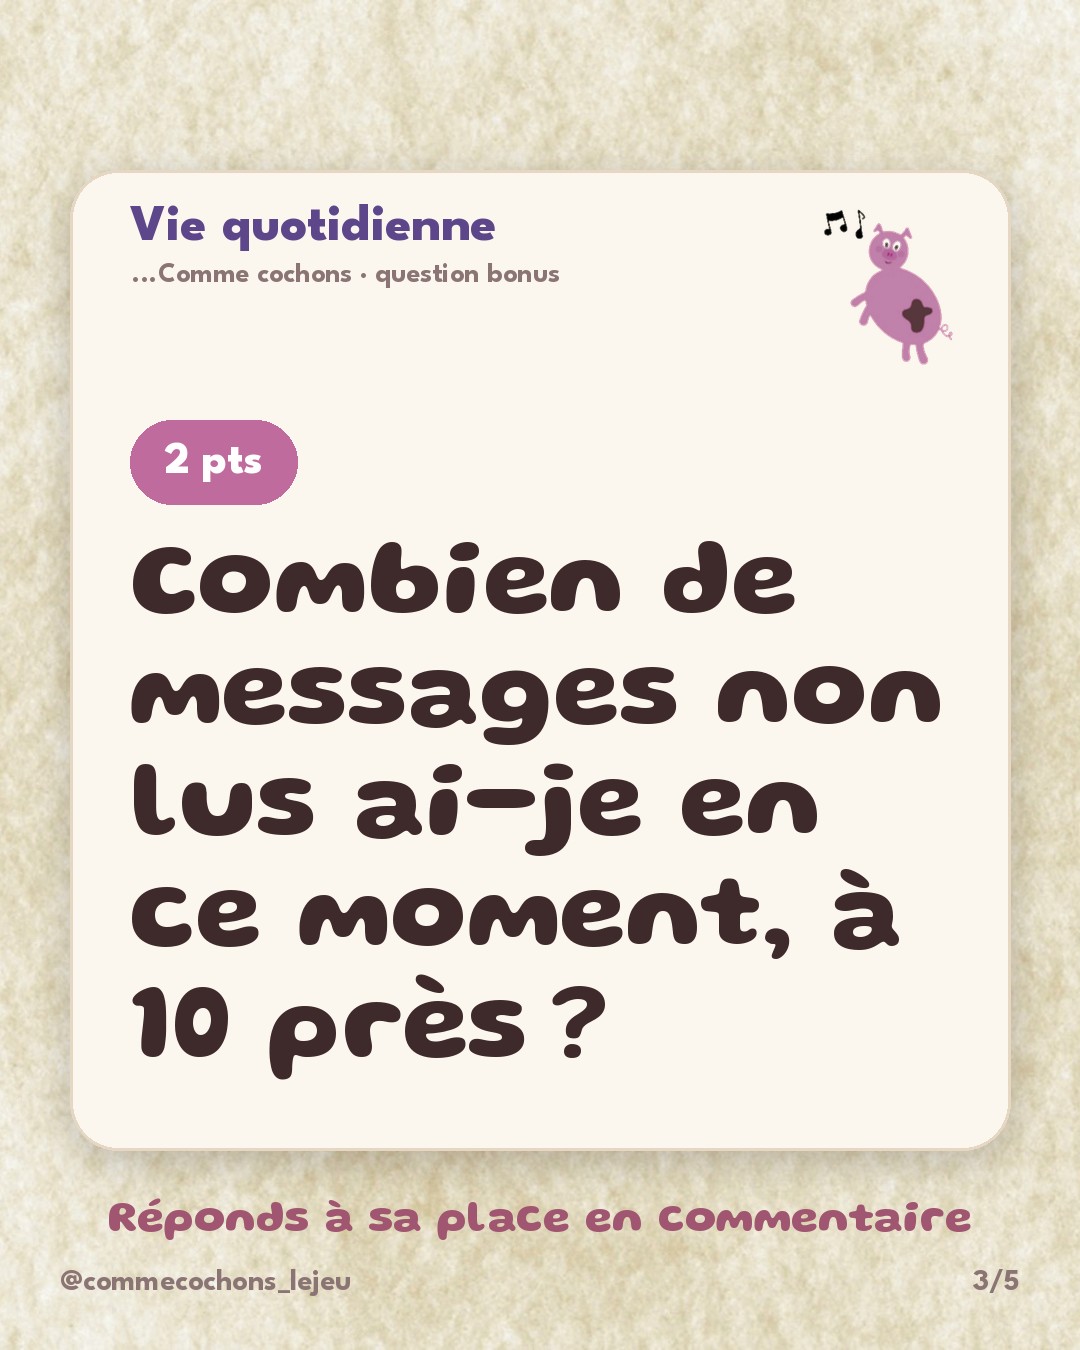 Vie quotidienne
...Comme cochons · question bonus
2 pts
Combien de
messages non
lus ai-je en
ce moment, à
10 près ?
Réponds à sa place en commentaire
@commecochons_lejeu
3/5